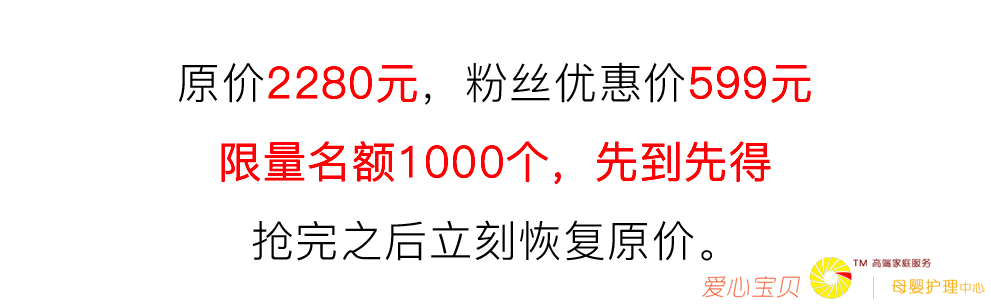 原价2280元，粉丝优惠价599元
限量名额1000个，先到先得
抢完之后立刻恢复原价。
爱心宝贝 TM 高端家庭服务
母婴护理中心